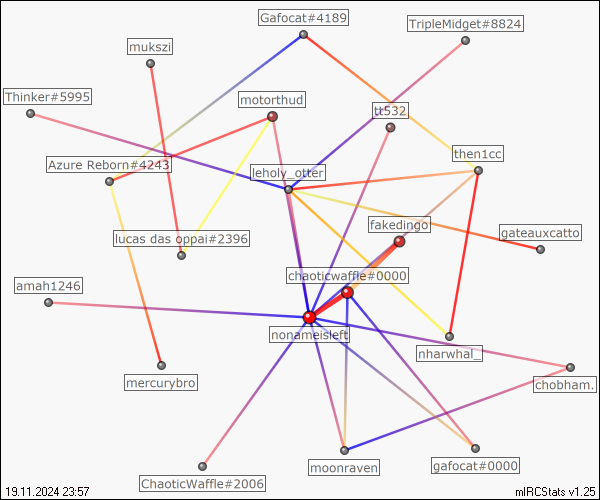 Gafocat#4189
TripleMidget#8824
mukszi
Thinker#5995
motorthud
tt532
then1cc
Azure Reborn#4243
leholy_otter
fakedingo
gateauxcatto
lucas das oppai#2396
chaoticwaffle#0000
amah1246
nonameisleft
nharwhal_
mercurybro
chobham.
moonraven
gafocat#0000
ChaoticWaffle#2006
19.11.2024 23:57
mIRCStats v1.25